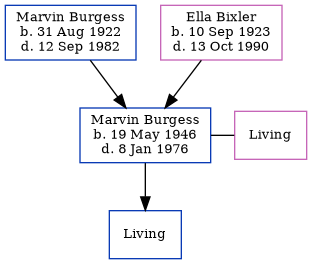 Marvin Burgess
b. 31 Aug 1922
d. 12 Sep 1982
Ella Bixler
b. 10 Sep 1923
d. 13 Oct 1990
Marvin Burgess
b. 19 May 1946
d. 8 Jan 1976
Living
Living